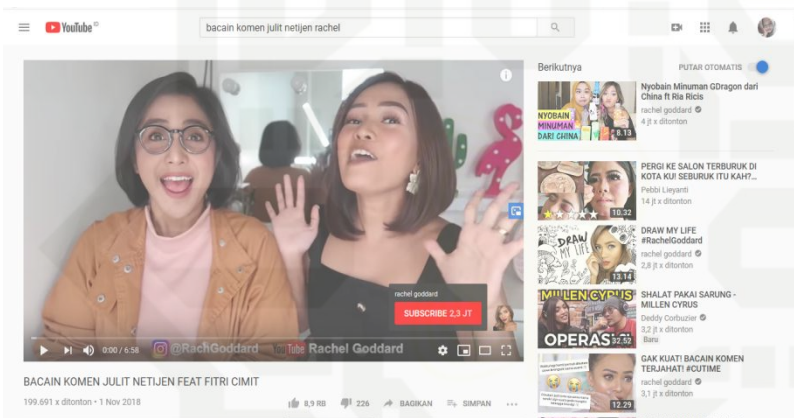 YouTube ID
bacain komen julit netijen rachel
rachel goddard
SUBSCRIBE 2,3 JT
0:00 / 6:58
@RachGoddard
Tube Rachel Goddard
BACAIN KOMEN JULIT NETIJEN FEAT FITRI CIMIT
199.691 x ditonton • 1 Nov 2018
8,9 RB
226
BAGIKAN
SIMPAN
Berikutnya
PUTAR OTOMATIS
NYOBAIN
MINUMAN
DARI CHINA
8.13
Nyobain Minuman GDragon dari
China ft Ria Ricis
rachel goddard
4 jt x ditonton
10.32
PERGI KE SALON TERBURUK DI
KOTA KU! SEBURUK ITU KAH?...
Pebbi Lieyanti
14 jt x ditonton
DRAW
MY LIFE
13.14
DRAW MY LIFE
#RachelGoddard
rachel goddard
2,8 jt x ditonton
MILLEN CYRUS
OPERASI
32.52
SHALAT PAKAI SARUNG -
MILLEN CYRUS
Deddy Corbuzier
3,2 jt x ditonton
Baru
12.29
GAK KUAT! BACAIN KOMEN
TERJAHAT! #CUTIME
rachel goddard
3,1 jt x ditonton